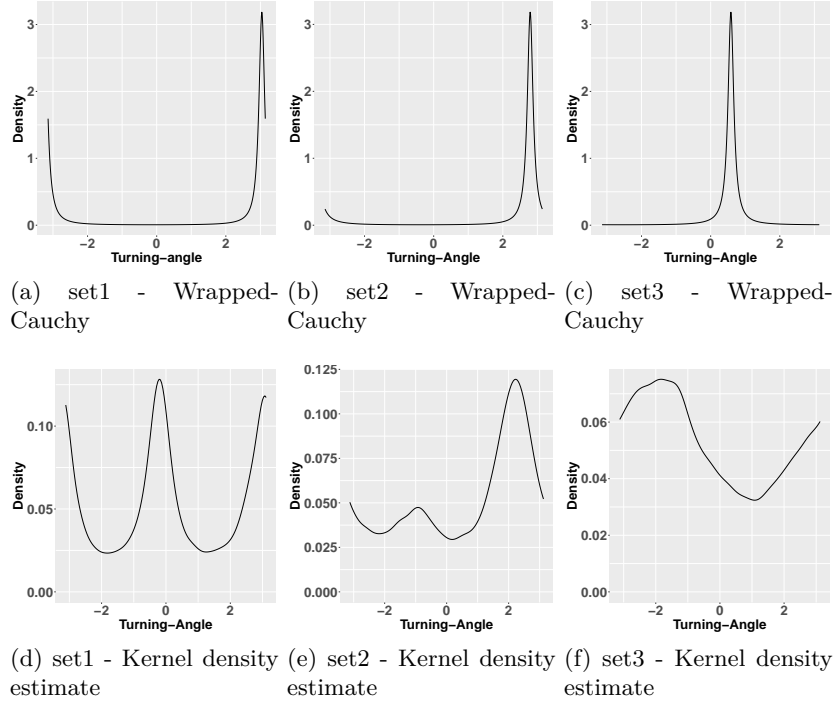 3
2
1
0
Density
−2 0 2
Turning−angle
3
2
1
0
Density
−2 0 2
Turning−Angle
3
2
1
0
Density
−2 0 2
Turning−Angle
(a) set1 - Wrapped-
Cauchy
(b) set2 - Wrapped-
Cauchy
(c) set3 - Wrapped-
Cauchy
0.10
0.05
0.00
Density
−2 0 2
Turning−Angle
0.125
0.100
0.075
0.050
0.025
0.000
Density
−2 0 2
Turning−Angle
0.06
0.04
0.02
0.00
Density
−2 0 2
Turning−Angle
(d) set1 - Kernel density
estimate
(e) set2 - Kernel density
estimate
(f) set3 - Kernel density
estimate